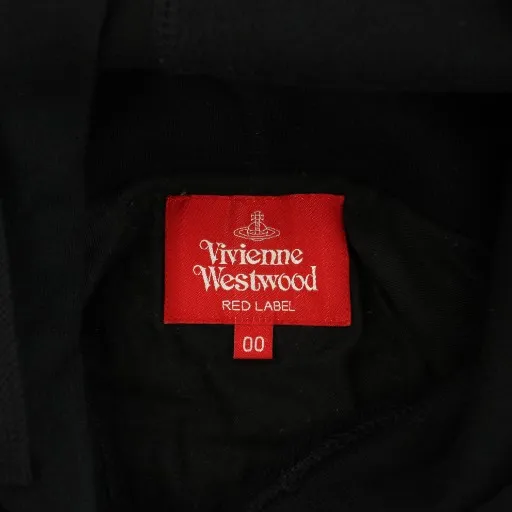 Vivienne
Westwood
RED LABEL
00